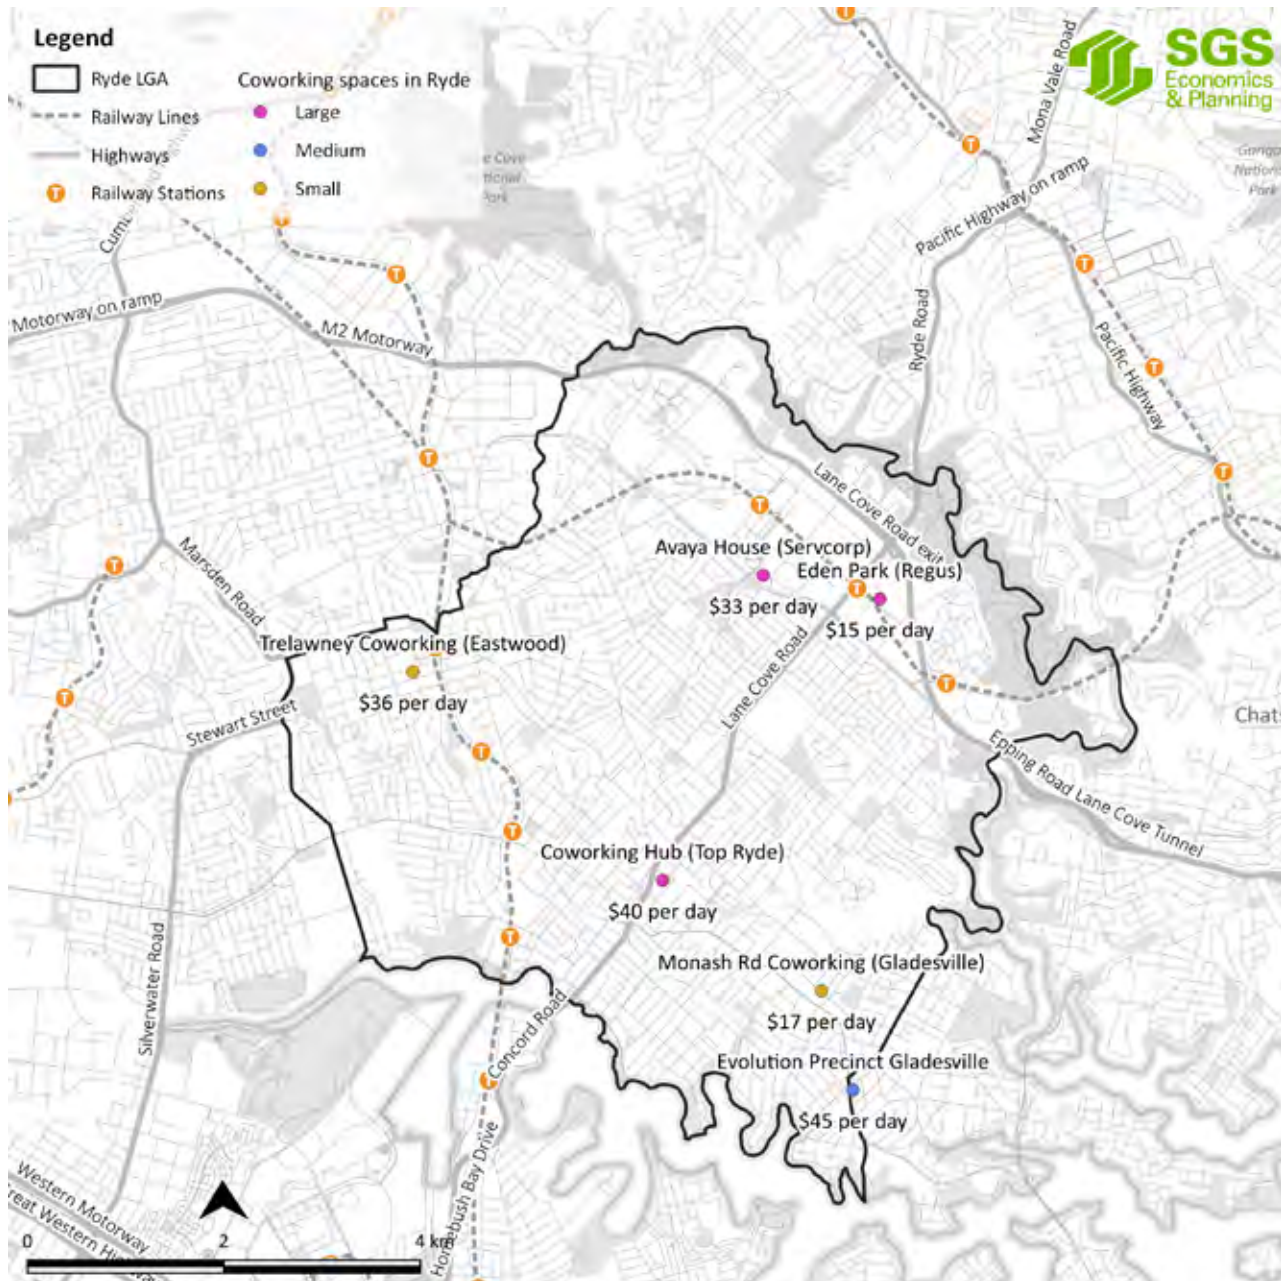 Legend
Ryde LGA
Railway Lines
Highways
T Railway Stations
Coworking spaces in Ryde
Large
Medium
Small
SGS
Economics
& Planning
Mona Vale Road
Pacific Highway on ramp
Ryde Road
Pacific Highway
Motorway on ramp
M2 Motorway
Lane Cove Road exit
Avaya House (Servcorp)
$33 per day
Eden Park (Regus)
$15 per day
Marsden Road
Trelawney Coworking (Eastwood)
$36 per day
Stewart Street
Lane Cove Road
Chats
Epping Road Lane Cove Tunnel
Coworking Hub (Top Ryde)
$40 per day
Silverwater Road
Monash Rd Coworking (Gladesville)
$17 per day
Concord Road
Evolution Precinct Gladesville
$45 per day
Homebush Bay Drive
Western Motorway
reat Western High
0 2 4 km